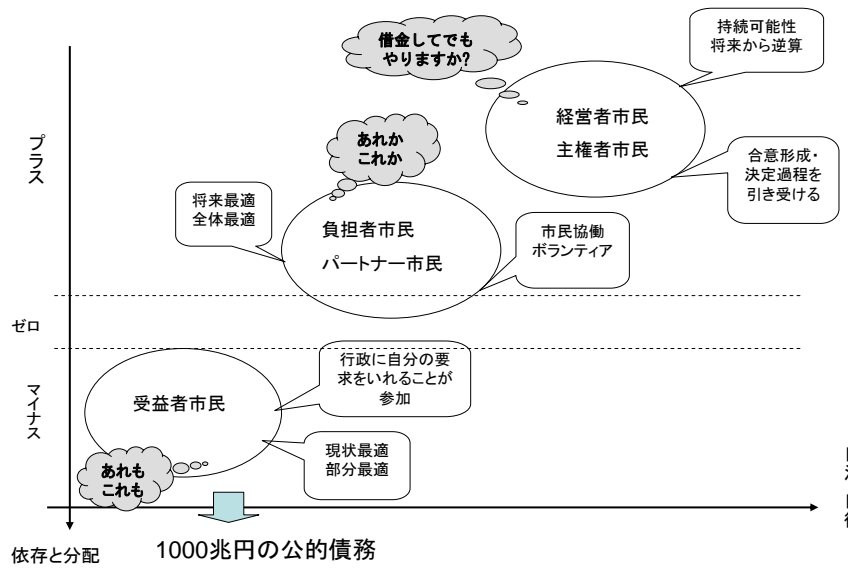 借金してでも
やりますか?
持続可能性
将来から逆算
経営者市民
主権者市民
合意形成・
決定過程を
引き受ける
あれか
これか
将来最適
全体最適
負担者市民
パートナー市民
市民協働
ボランティア
プラス
ゼロ
マイナス
受益者市民
行政に自分の要
求をいれることが
参加
現状最適
部分最適
あれも
これも
依存と分配
1000兆円の公的債務